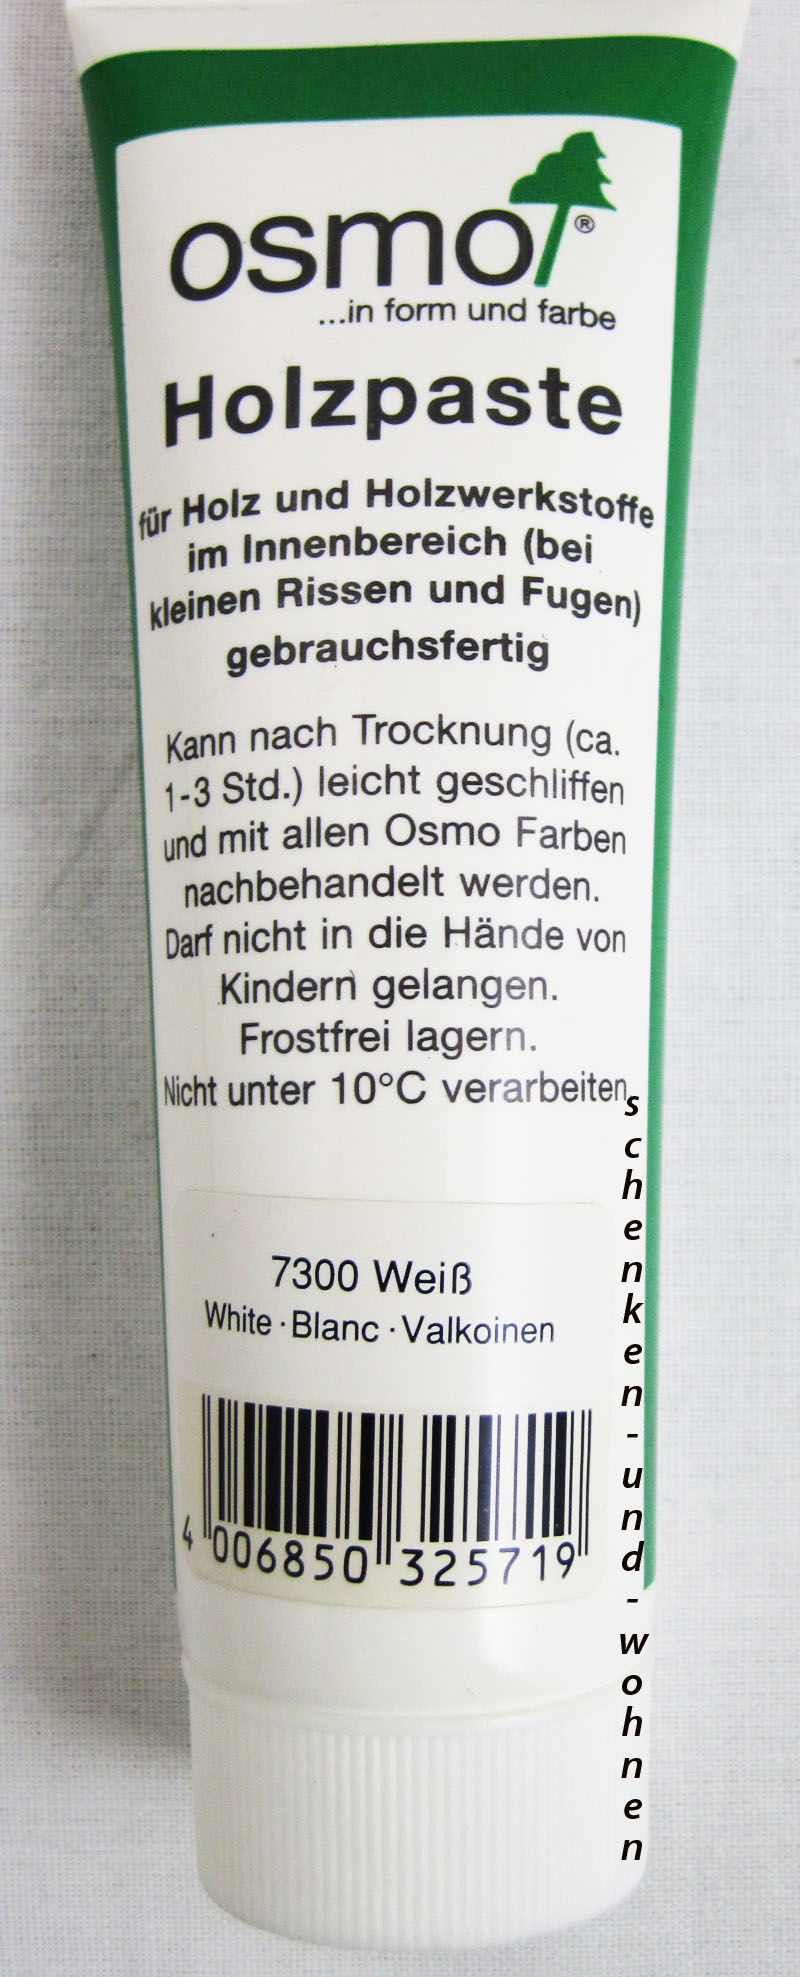 osmo®
...in form und farbe
Holzpaste
für Holz und Holzwerkstoffe
im Innenbereich (bei
kleinen Rissen und Fugen)
gebrauchsfertig
Kann nach Trocknung (ca.
1-3 Std.) leicht geschliffen
und mit allen Osmo Farben
nachbehandelt werden.
Darf nicht in die Hände von
Kindern gelangen.
Frostfrei lagern.
Nicht unter 10°C verarbeiten
7300 Weiß
White · Blanc · Valkoinen
4 006850 325719
schenken-und-wohnen